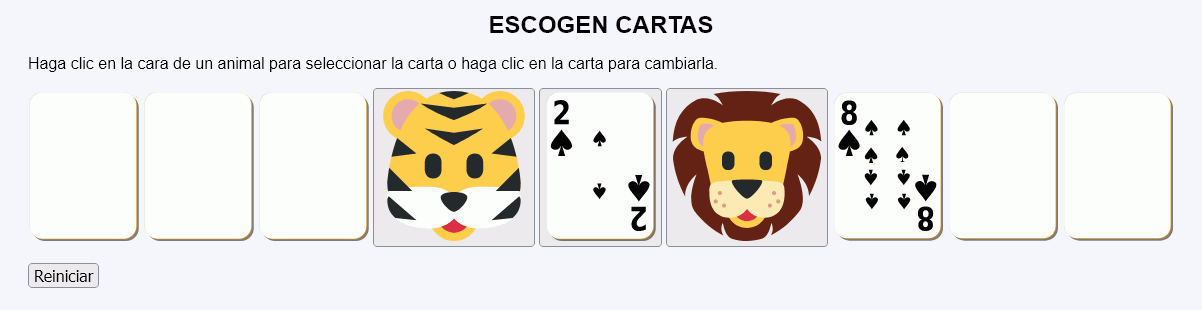 ESCOGEN CARTAS
Haga clic en la cara de un animal para seleccionar la carta o haga clic en la carta para cambiarla.
2
2
8
8
Reiniciar